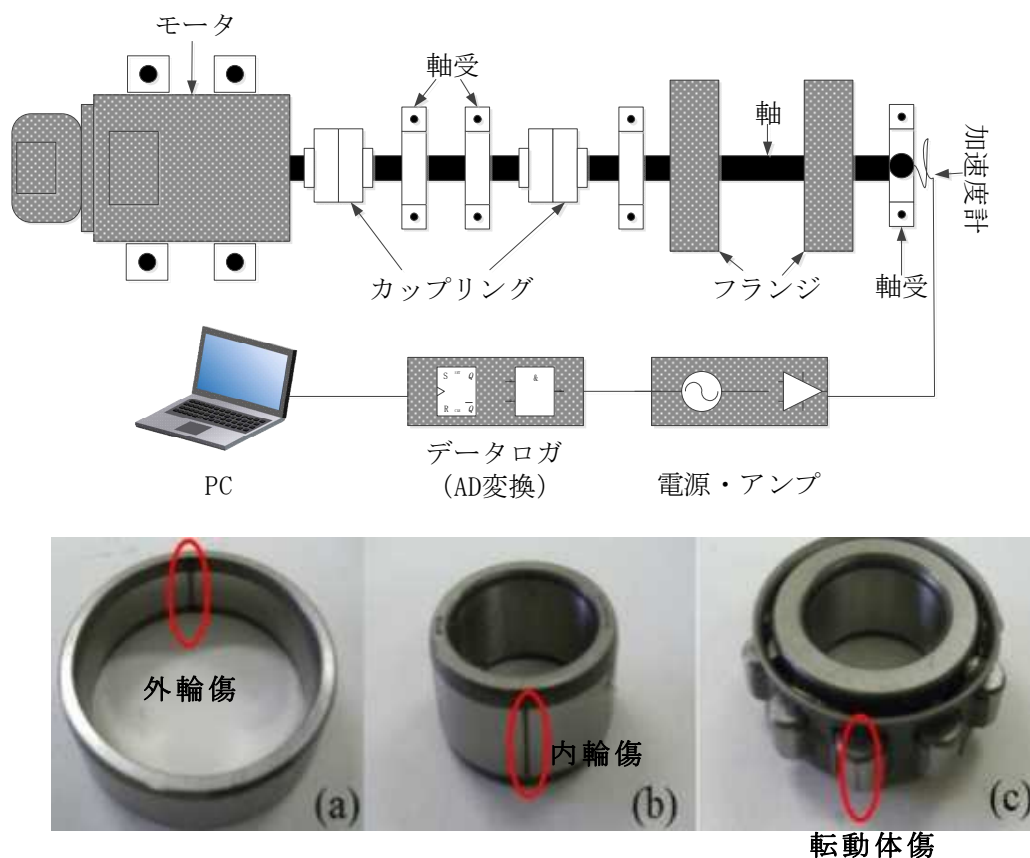 モータ
軸受
軸
加速度計
カップリング
フランジ
軸受
S Q
R Q
&
データロガ
(AD変換)
電源・アンプ
PC
外輪傷
(a)
内輪傷
(b)
(c)
転動体傷